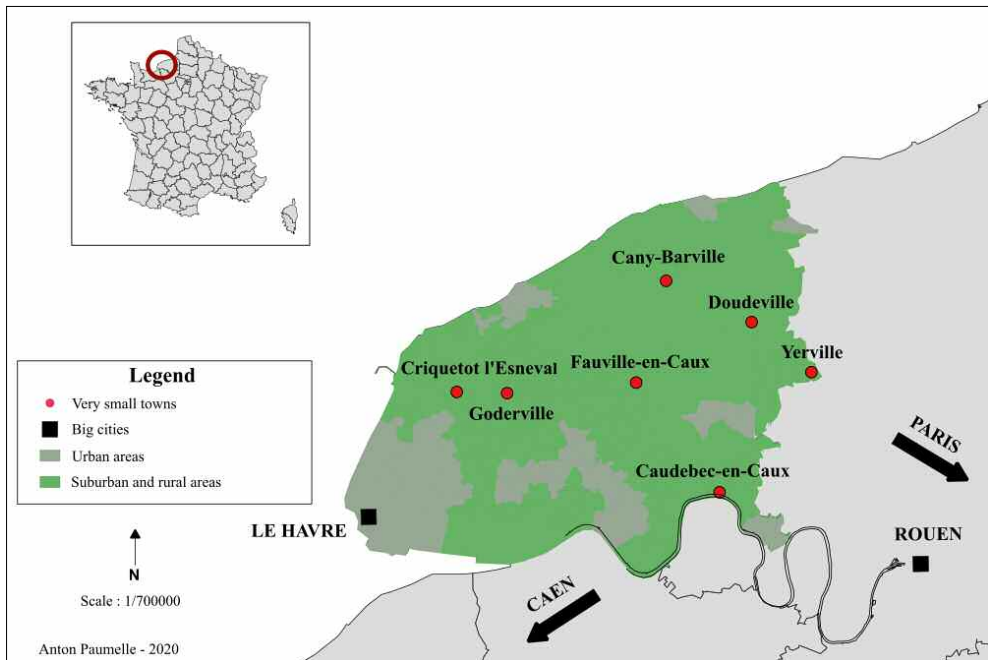 Cany-Barville
Doudeville
Yerville
Criquetot l'Esneval
Fauville-en-Caux
Goderville
Legend
Very small towns
Big cities
Urban areas
Suburban and rural areas
PARIS
Caudebec-en-Caux
LE HAVRE
ROUEN
N
CAEN
Scale : 1/700000
Anton Paumelle - 2020